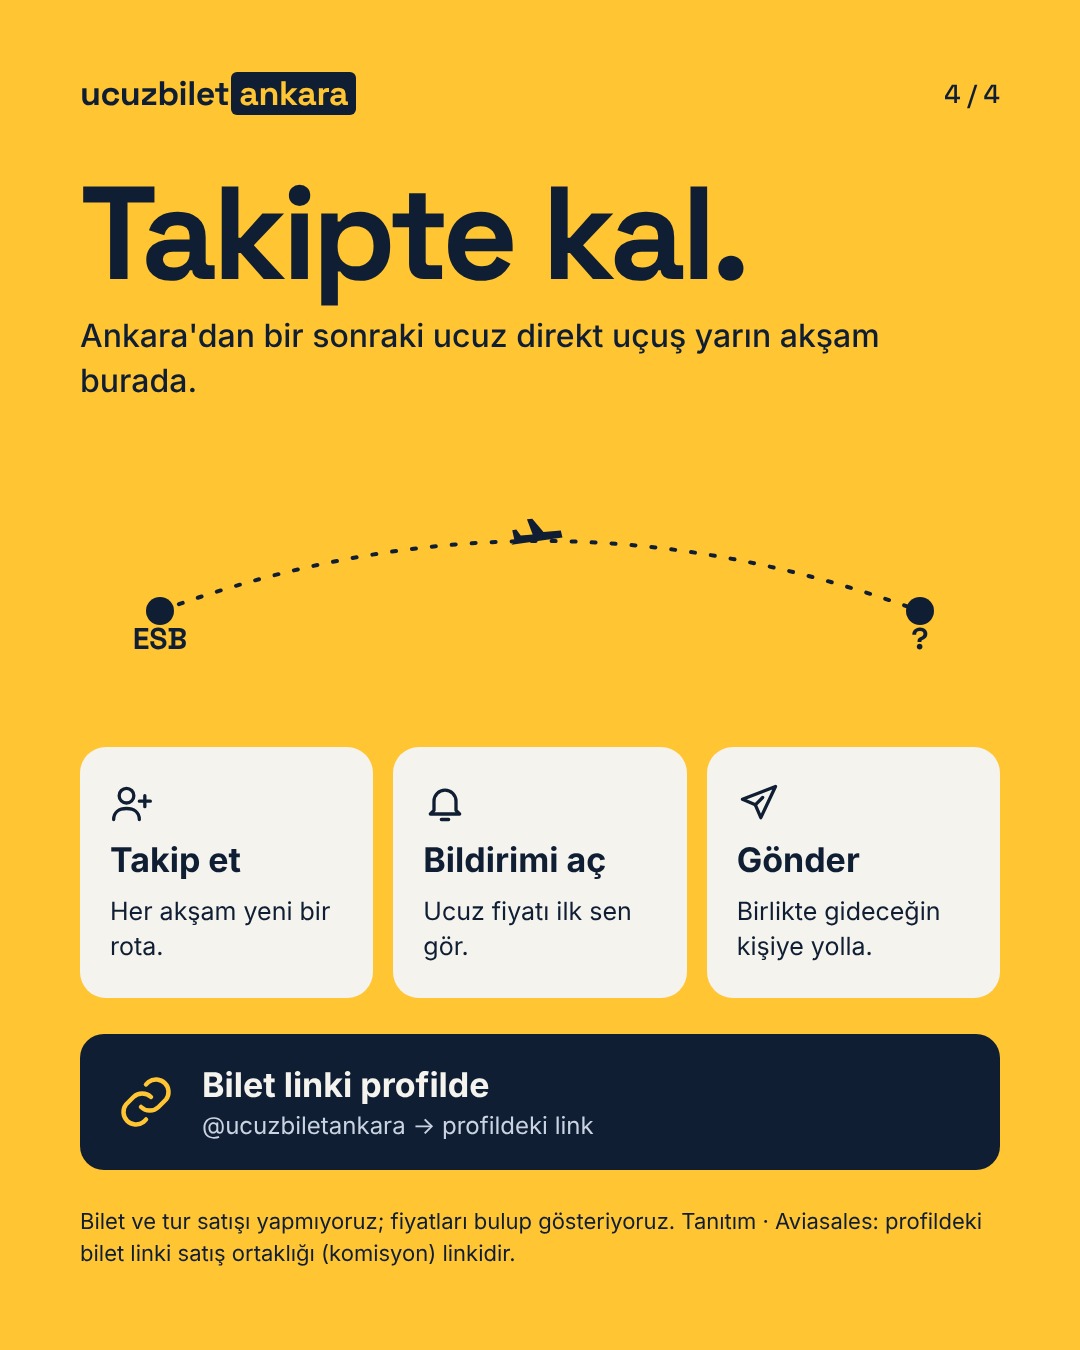 ucuzbilet ankara
4 / 4
Takipte kal.
Ankara'dan bir sonraki ucuz direkt uçuş yarın akşam
burada.
ESB
?
Takip et
Her akşam yeni bir
rota.
Bildirimi aç
Ucuz fiyatı ilk sen
gör.
Gönder
Birlikte gideceğin
kişiye yolla.
Bilet linki profilde
@ucuzbiletankara → profildeki link
Bilet ve tur satışı yapmıyoruz; fiyatları bulup gösteriyoruz. Tanıtım · Aviasales: profildeki
bilet linki satış ortaklığı (komisyon) linkidir.